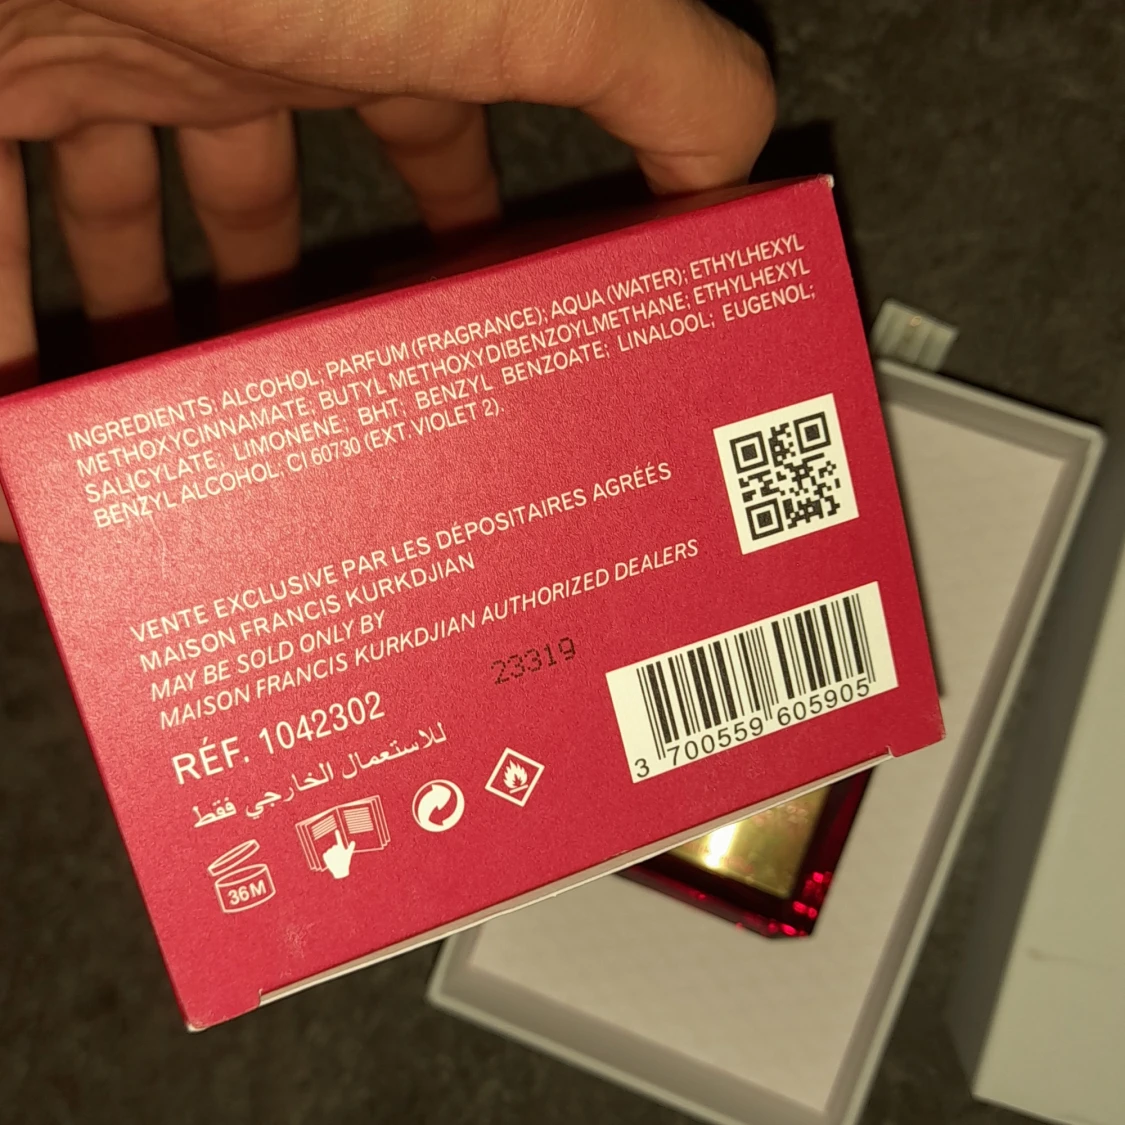 INGREDIENTS: ALCOHOL, PARFUM (FRAGRANCE); AQUA (WATER); ETHYLHEXYL
METHOXYCINNAMATE; BUTYL METHOXYDIBENZOYLMETHANE; ETHYLHEXYL
SALICYLATE; LIMONENE; BHT; BENZYL BENZOATE; LINALOOL; EUGENOL;
BENZYL ALCOHOL; CI 60730 (EXT. VIOLET 2).
VENTE EXCLUSIVE PAR LES DÉPOSITAIRES AGRÉÉS
MAISON FRANCIS KURKDJIAN
MAY BE SOLD ONLY BY
MAISON FRANCIS KURKDJIAN AUTHORIZED DEALERS
23319
RÉF. 1042302
للاستعمال الخارجي فقط
36M
3 700559 605905